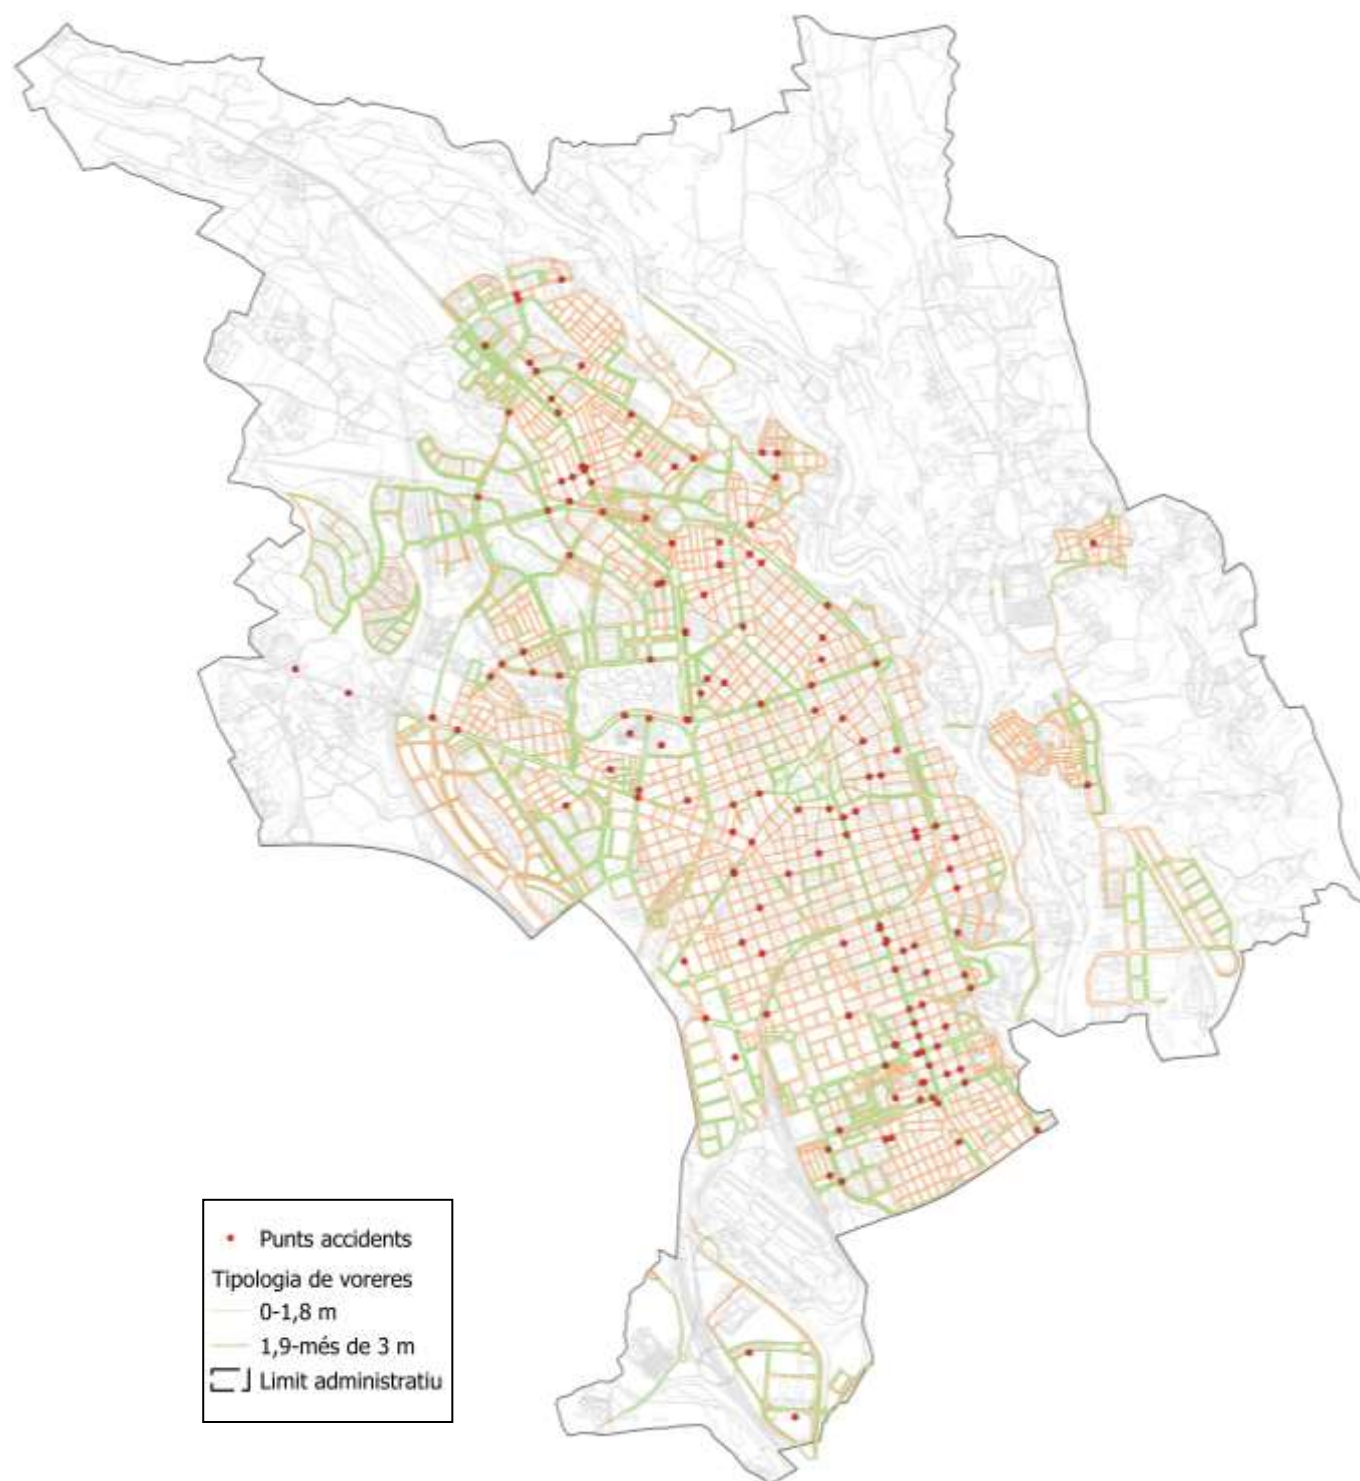 Punts accidents
Tipologia de voreres
0-1,8 m
1,9-més de 3 m
Limit administratiu